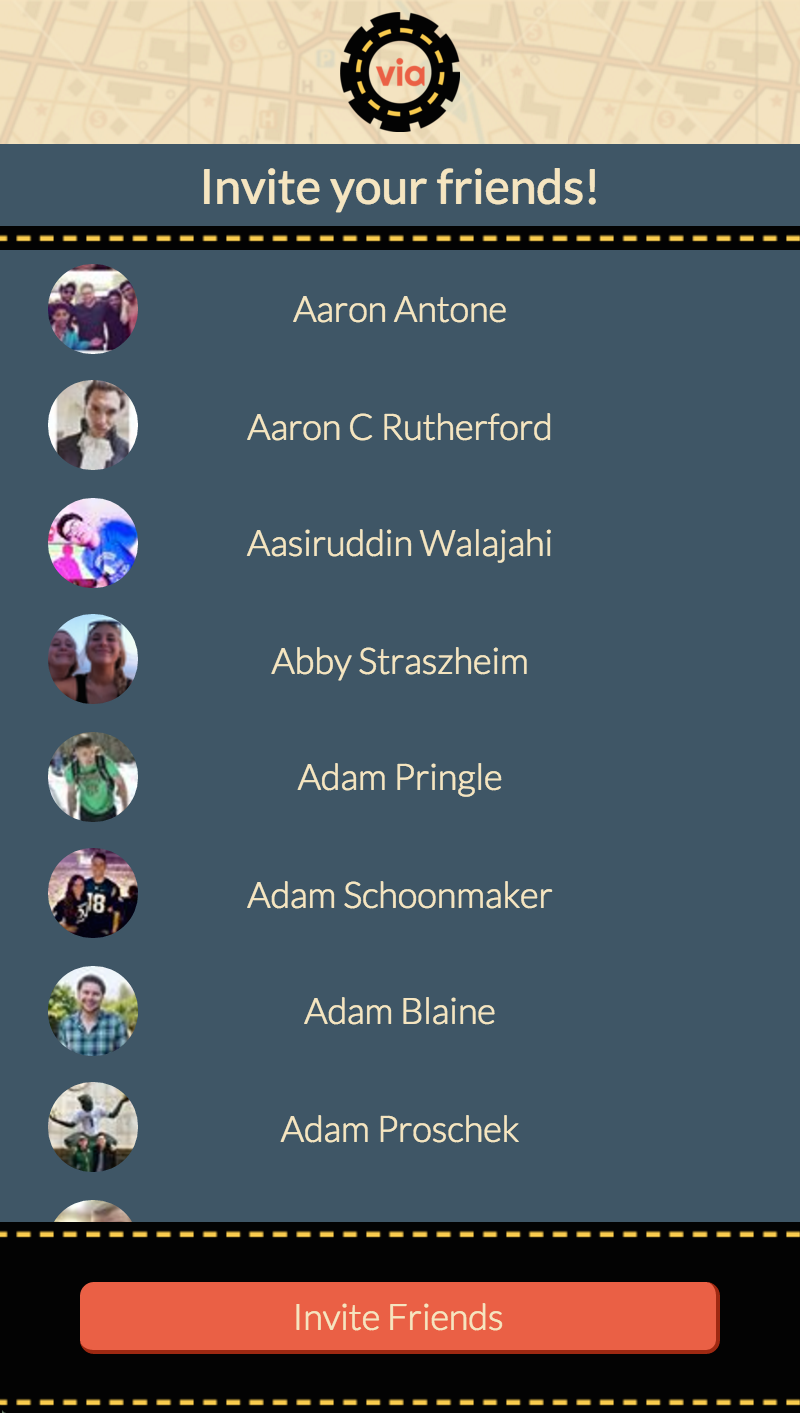 via
Invite your friends!
Aaron Antone
Aaron C Rutherford
Aasiruddin Walajahi
Abby Straszheim
Adam Pringle
Adam Schoonmaker
18
Adam Blaine
Adam Proschek
Invite Friends